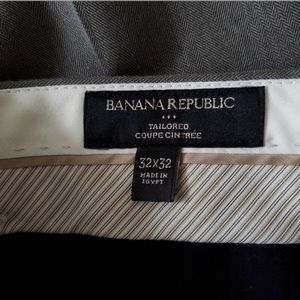 BANANA REPUBLIC
TAILORED
COUPE CINTRÉE
32X32
MADE IN
EGYPT